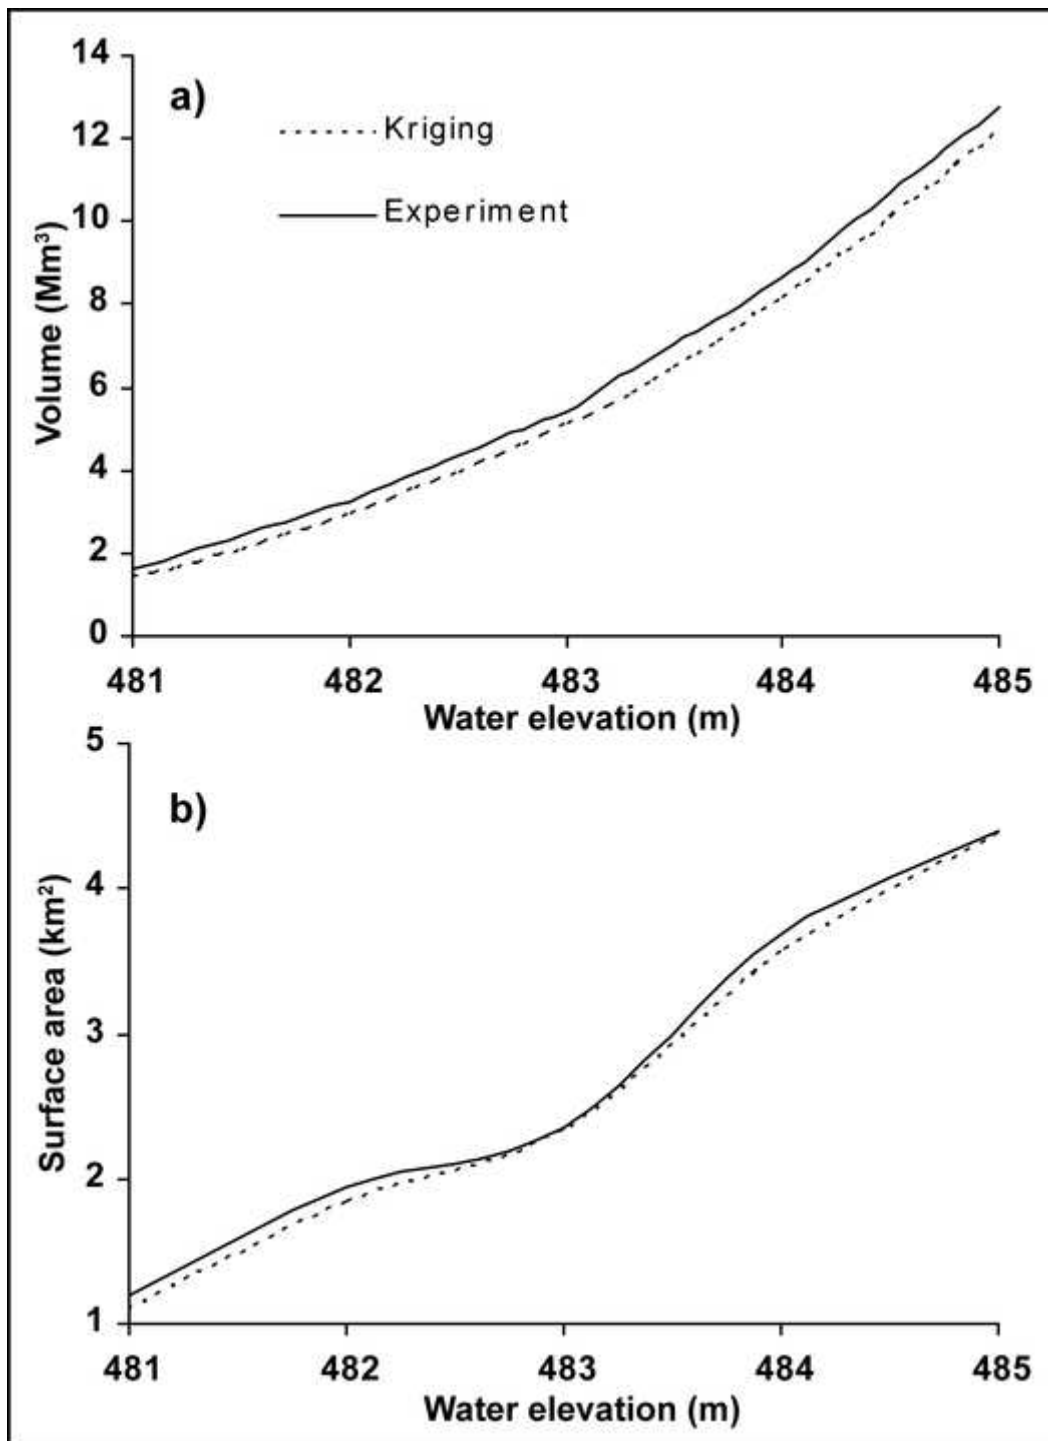 14
a)
Kriging
12
Experiment
10
Volume (Mm³)
8
6
4
2
0
481 482 483 484 485
Water elevation (m)
5
b)
4
Surface area (km²)
3
2
1
481 482 483 484 485
Water elevation (m)